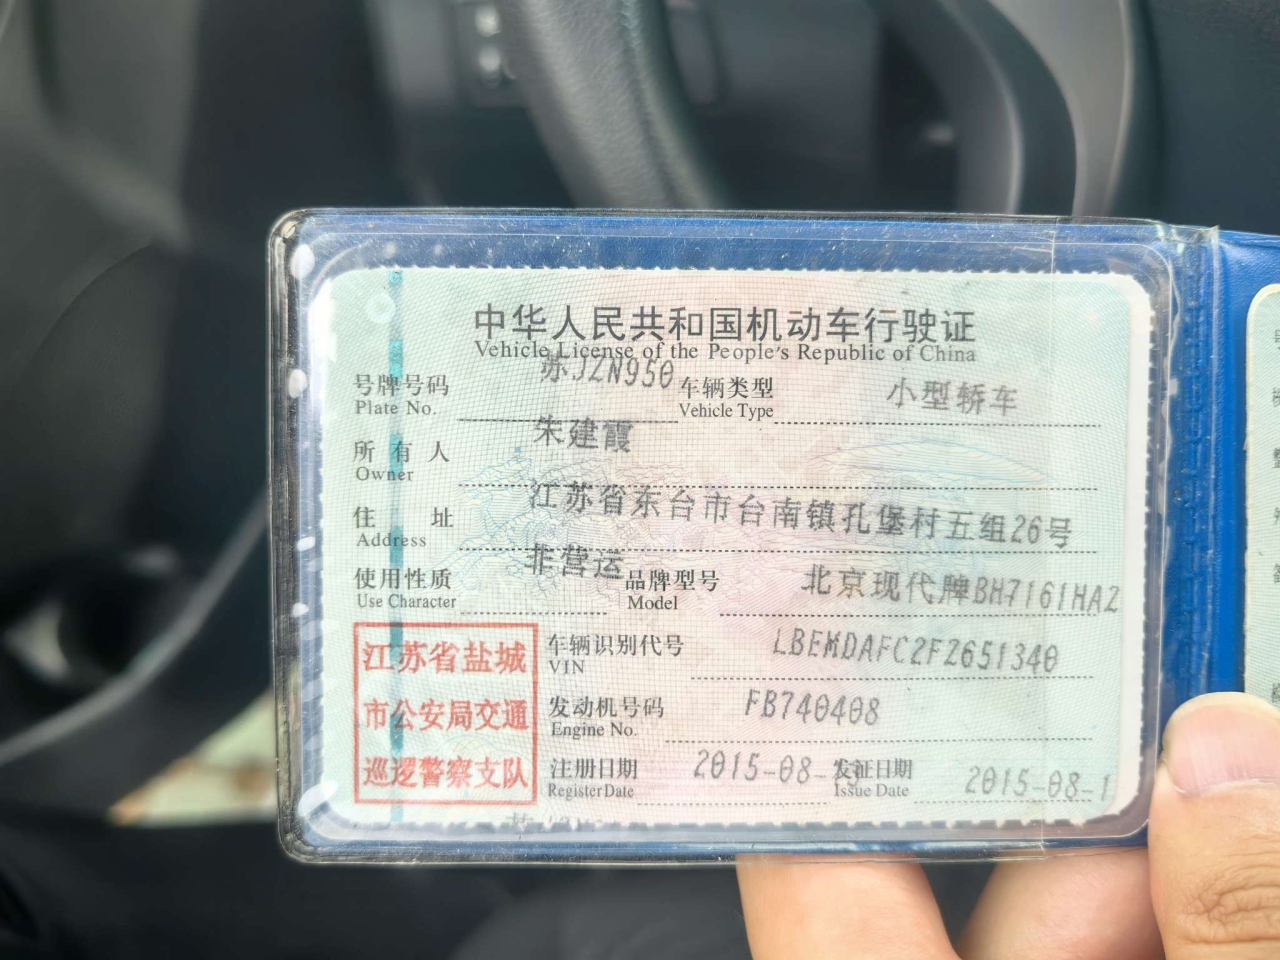 中华人民共和国机动车行驶证
Vehicle License of the People's Republic of China
号牌号码 苏JZN950 车辆类型 小型轿车
Plate No. Vehicle Type
所有人 朱建霞
Owner
住址 江苏省东台市台南镇孔堡村五组26号
Address
使用性质 非营运 品牌型号 北京现代牌BH7161HAZ
Use Character Model
江苏省盐城
市公安局交通
巡逻警察支队
车辆识别代号 LBEMDAFC2FZ651340
VIN
发动机号码 FB740408
Engine No.
注册日期 2015-08- 发证日期 2015-08-1
Register Date Issue Date